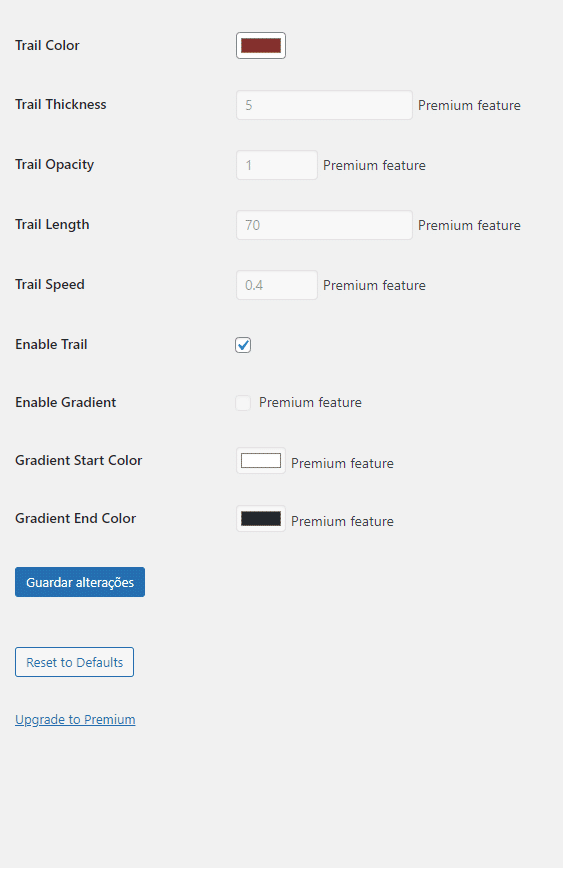 Trail Color
Trail Thickness 5 Premium feature
Trail Opacity 1 Premium feature
Trail Length 70 Premium feature
Trail Speed 0.4 Premium feature
Enable Trail
Enable Gradient Premium feature
Gradient Start Color Premium feature
Gradient End Color Premium feature
Guardar alterações
Reset to Defaults
Upgrade to Premium